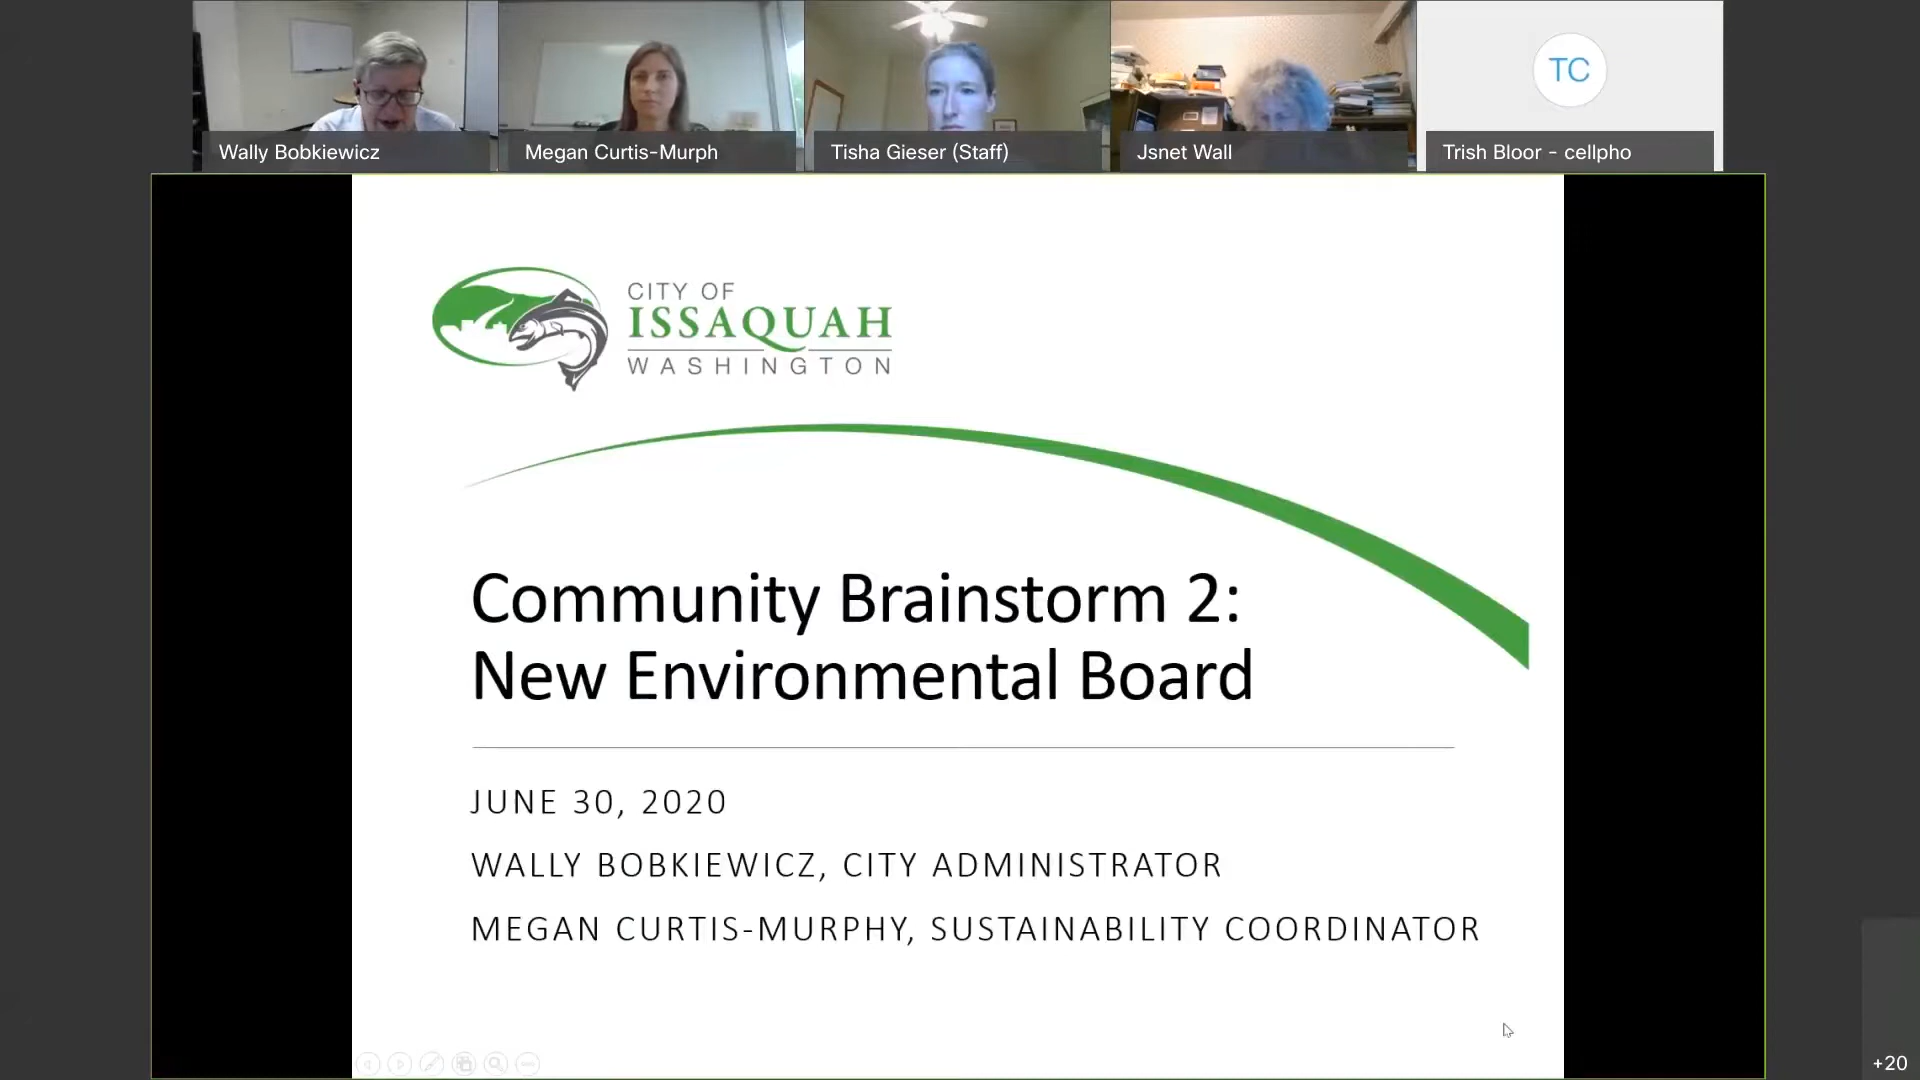 Wally Bobkiewicz
Megan Curtis-Murph
Tisha Gieser (Staff)
Jsnet Wall
TC
Trish Bloor - cellpho
CITY OF
ISSAQUAH
WASHINGTON
Community Brainstorm 2:
New Environmental Board
JUNE 30, 2020
WALLY BOBKIEWICZ, CITY ADMINISTRATOR
MEGAN CURTIS-MURPHY, SUSTAINABILITY COORDINATOR
+20